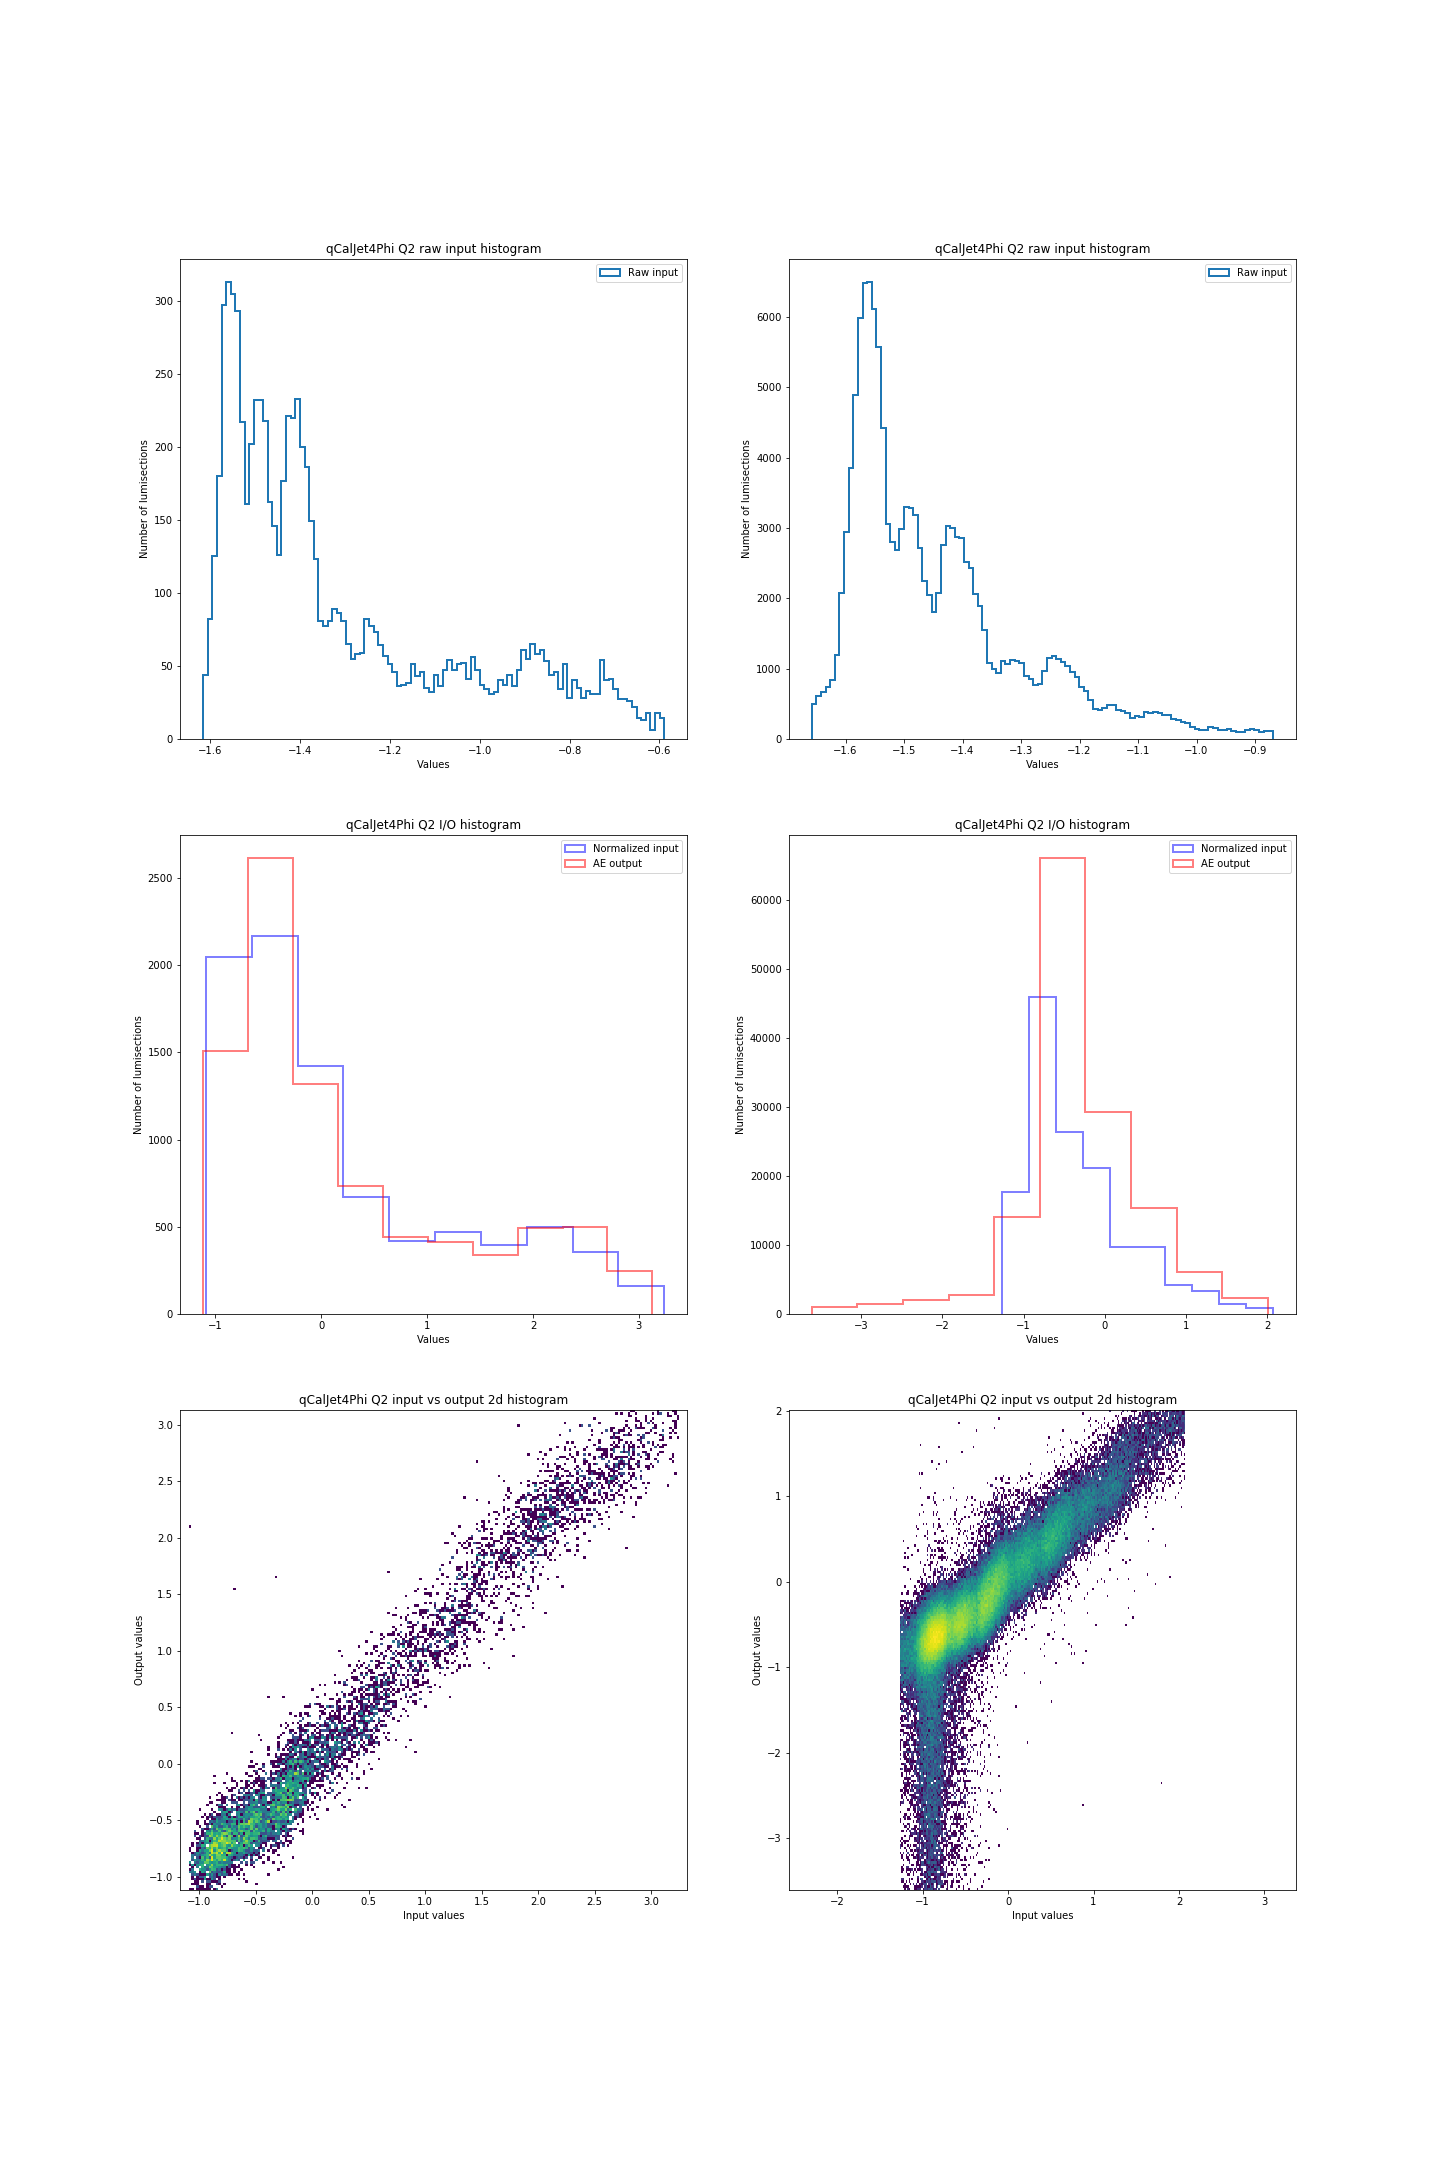 qCalJet4Phi Q2 raw input histogram
Raw input
Number of lumisections
300
250
200
150
100
50
0
−1.6 −1.4 −1.2 −1.0 −0.8 −0.6
Values
qCalJet4Phi Q2 raw input histogram
Raw input
Number of lumisections
6000
5000
4000
3000
2000
1000
0
−1.6 −1.5 −1.4 −1.3 −1.2 −1.1 −1.0 −0.9
Values
qCalJet4Phi Q2 I/O histogram
Normalized input
AE output
Number of lumisections
2500
2000
1500
1000
500
0
−1 0 1 2 3
Values
qCalJet4Phi Q2 I/O histogram
Normalized input
AE output
Number of lumisections
60000
50000
40000
30000
20000
10000
0
−3 −2 −1 0 1 2
Values
qCalJet4Phi Q2 input vs output 2d histogram
Output values
3.0
2.5
2.0
1.5
1.0
0.5
0.0
−0.5
−1.0
−1.0 −0.5 0.0 0.5 1.0 1.5 2.0 2.5 3.0
Input values
qCalJet4Phi Q2 input vs output 2d histogram
Output values
2
1
0
−1
−2
−3
−2 −1 0 1 2 3
Input values